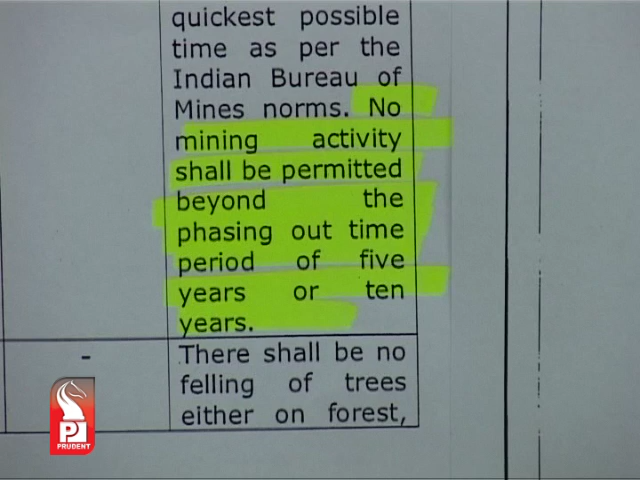 quickest possible
time as per the
Indian Bureau of
Mines norms. No
mining activity
shall be permitted
beyond the
phasing out time
period of five
years or ten
years.
- There shall be no
felling of trees
either on forest,
P
PRUDENT